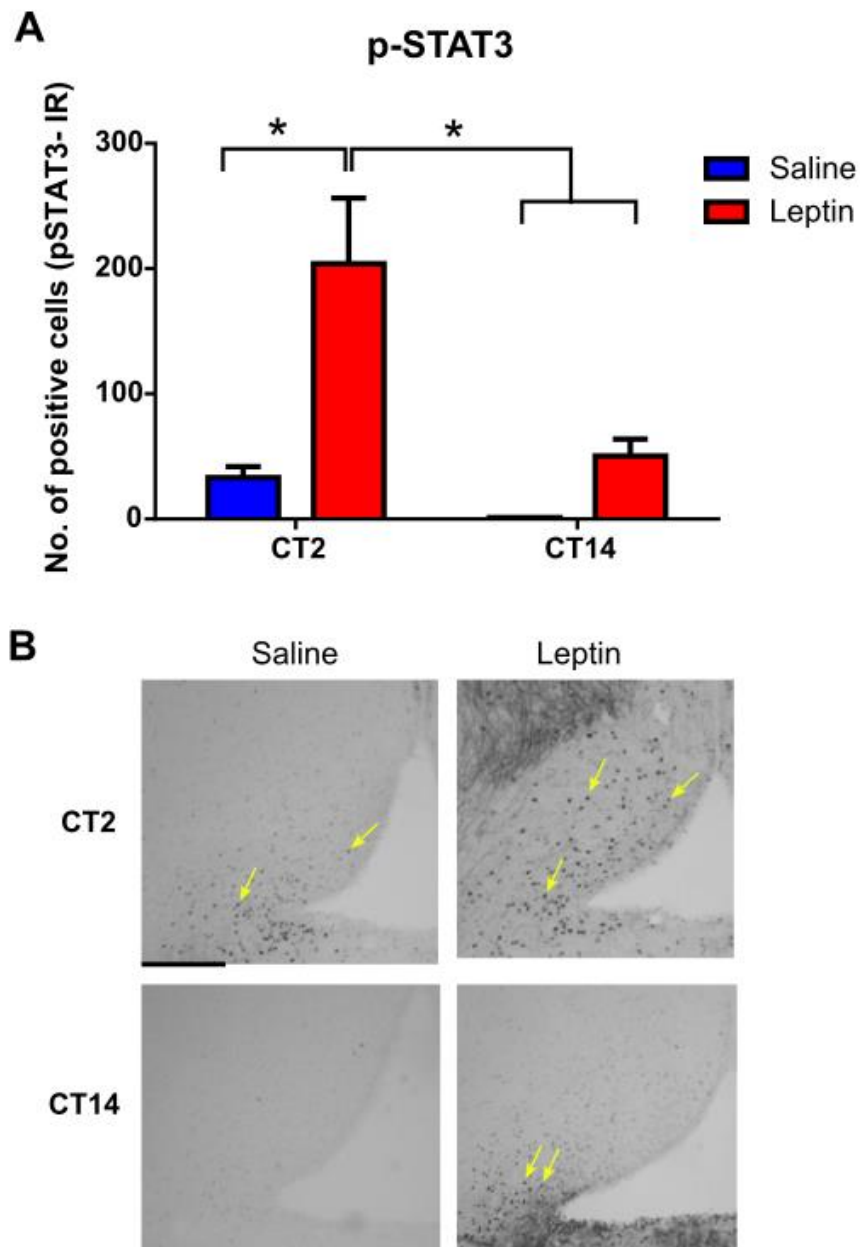 A
p-STAT3
No. of positive cells (pSTAT3- IR)
300
200
100
0
*
*
Saline
Leptin
CT2
CT14
B
Saline
Leptin
CT2
CT14